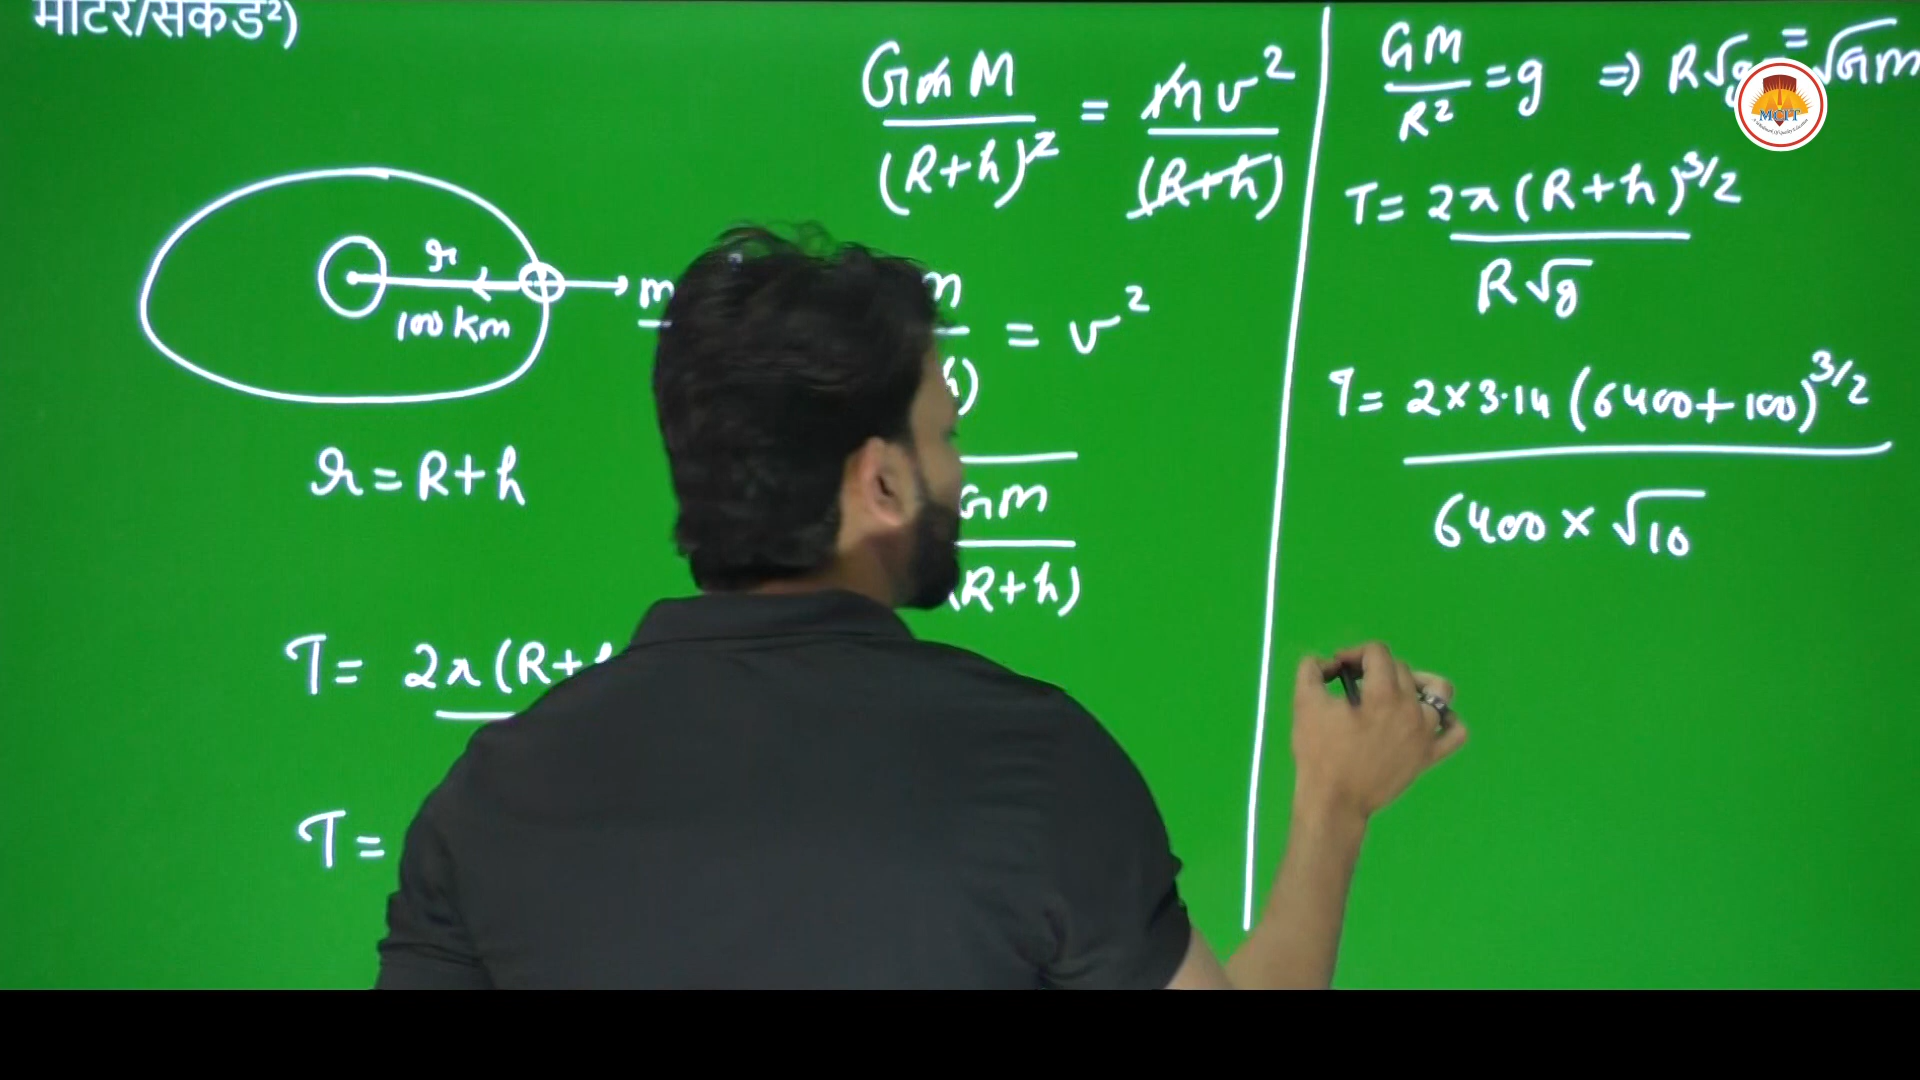 मीटर/सेकंड²)
GmM/(R+h)² = mv²/(R+h)
r
100 km
m
= v²
r = R+h
GM
(R+h)
T = 2π(R+
T =
GM/R² = g ⇒ R√g = √GM
MCIT
T = 2π(R+h)^3/2 / R√g
T = 2×3.14 (6400+100)^3/2 / 6400×√10